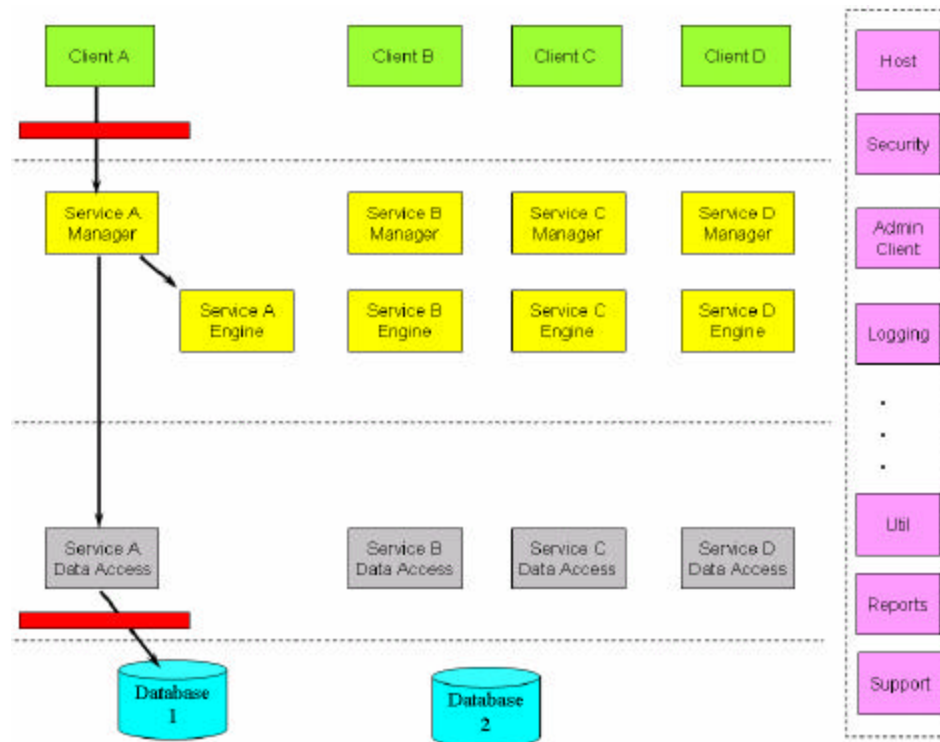 Client A
Client B
Client C
Client D
Host
Security
Service A
Manager
Service B
Manager
Service C
Manager
Service D
Manager
Admin
Client
Service A
Engine
Service B
Engine
Service C
Engine
Service D
Engine
Logging
Service A
Data Access
Service B
Data Access
Service C
Data Access
Service D
Data Access
Util
Reports
Database
1
Database
2
Support